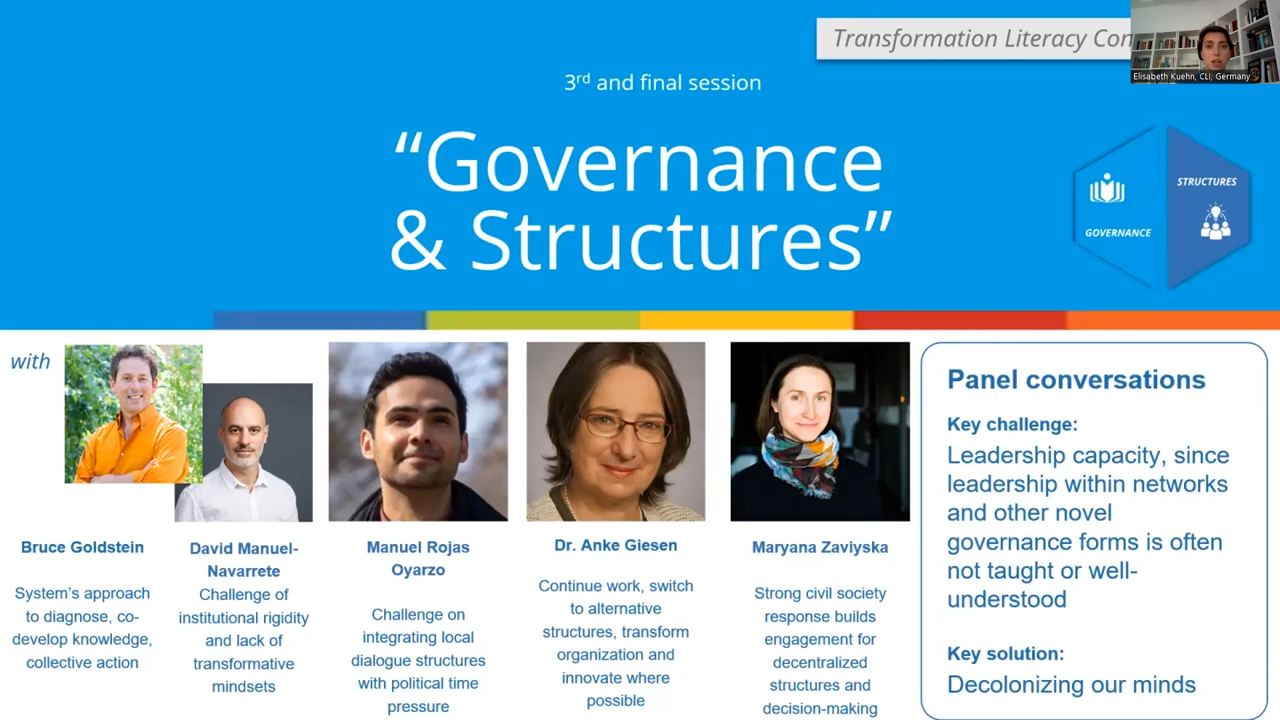 Transformation Literacy Con
Elisabeth Kuehn, CLI, Germany
3rd and final session
“Governance
& Structures”
STRUCTURES
GOVERNANCE
with
Bruce Goldstein
System’s approach
to diagnose, co-
develop knowledge,
collective action
David Manuel-
Navarrete
Challenge of
institutional rigidity
and lack of
transformative
mindsets
Manuel Rojas
Oyarzo
Challenge on
integrating local
dialogue structures
with political time
pressure
Dr. Anke Giesen
Continue work, switch
to alternative
structures, transform
organization and
innovate where
possible
Maryana Zaviyska
Strong civil society
response builds
engagement for
decentralized
structures and
decision-making
Panel conversations
Key challenge:
Leadership capacity, since
leadership within networks
and other novel
governance forms is often
not taught or well-
understood
Key solution:
Decolonizing our minds